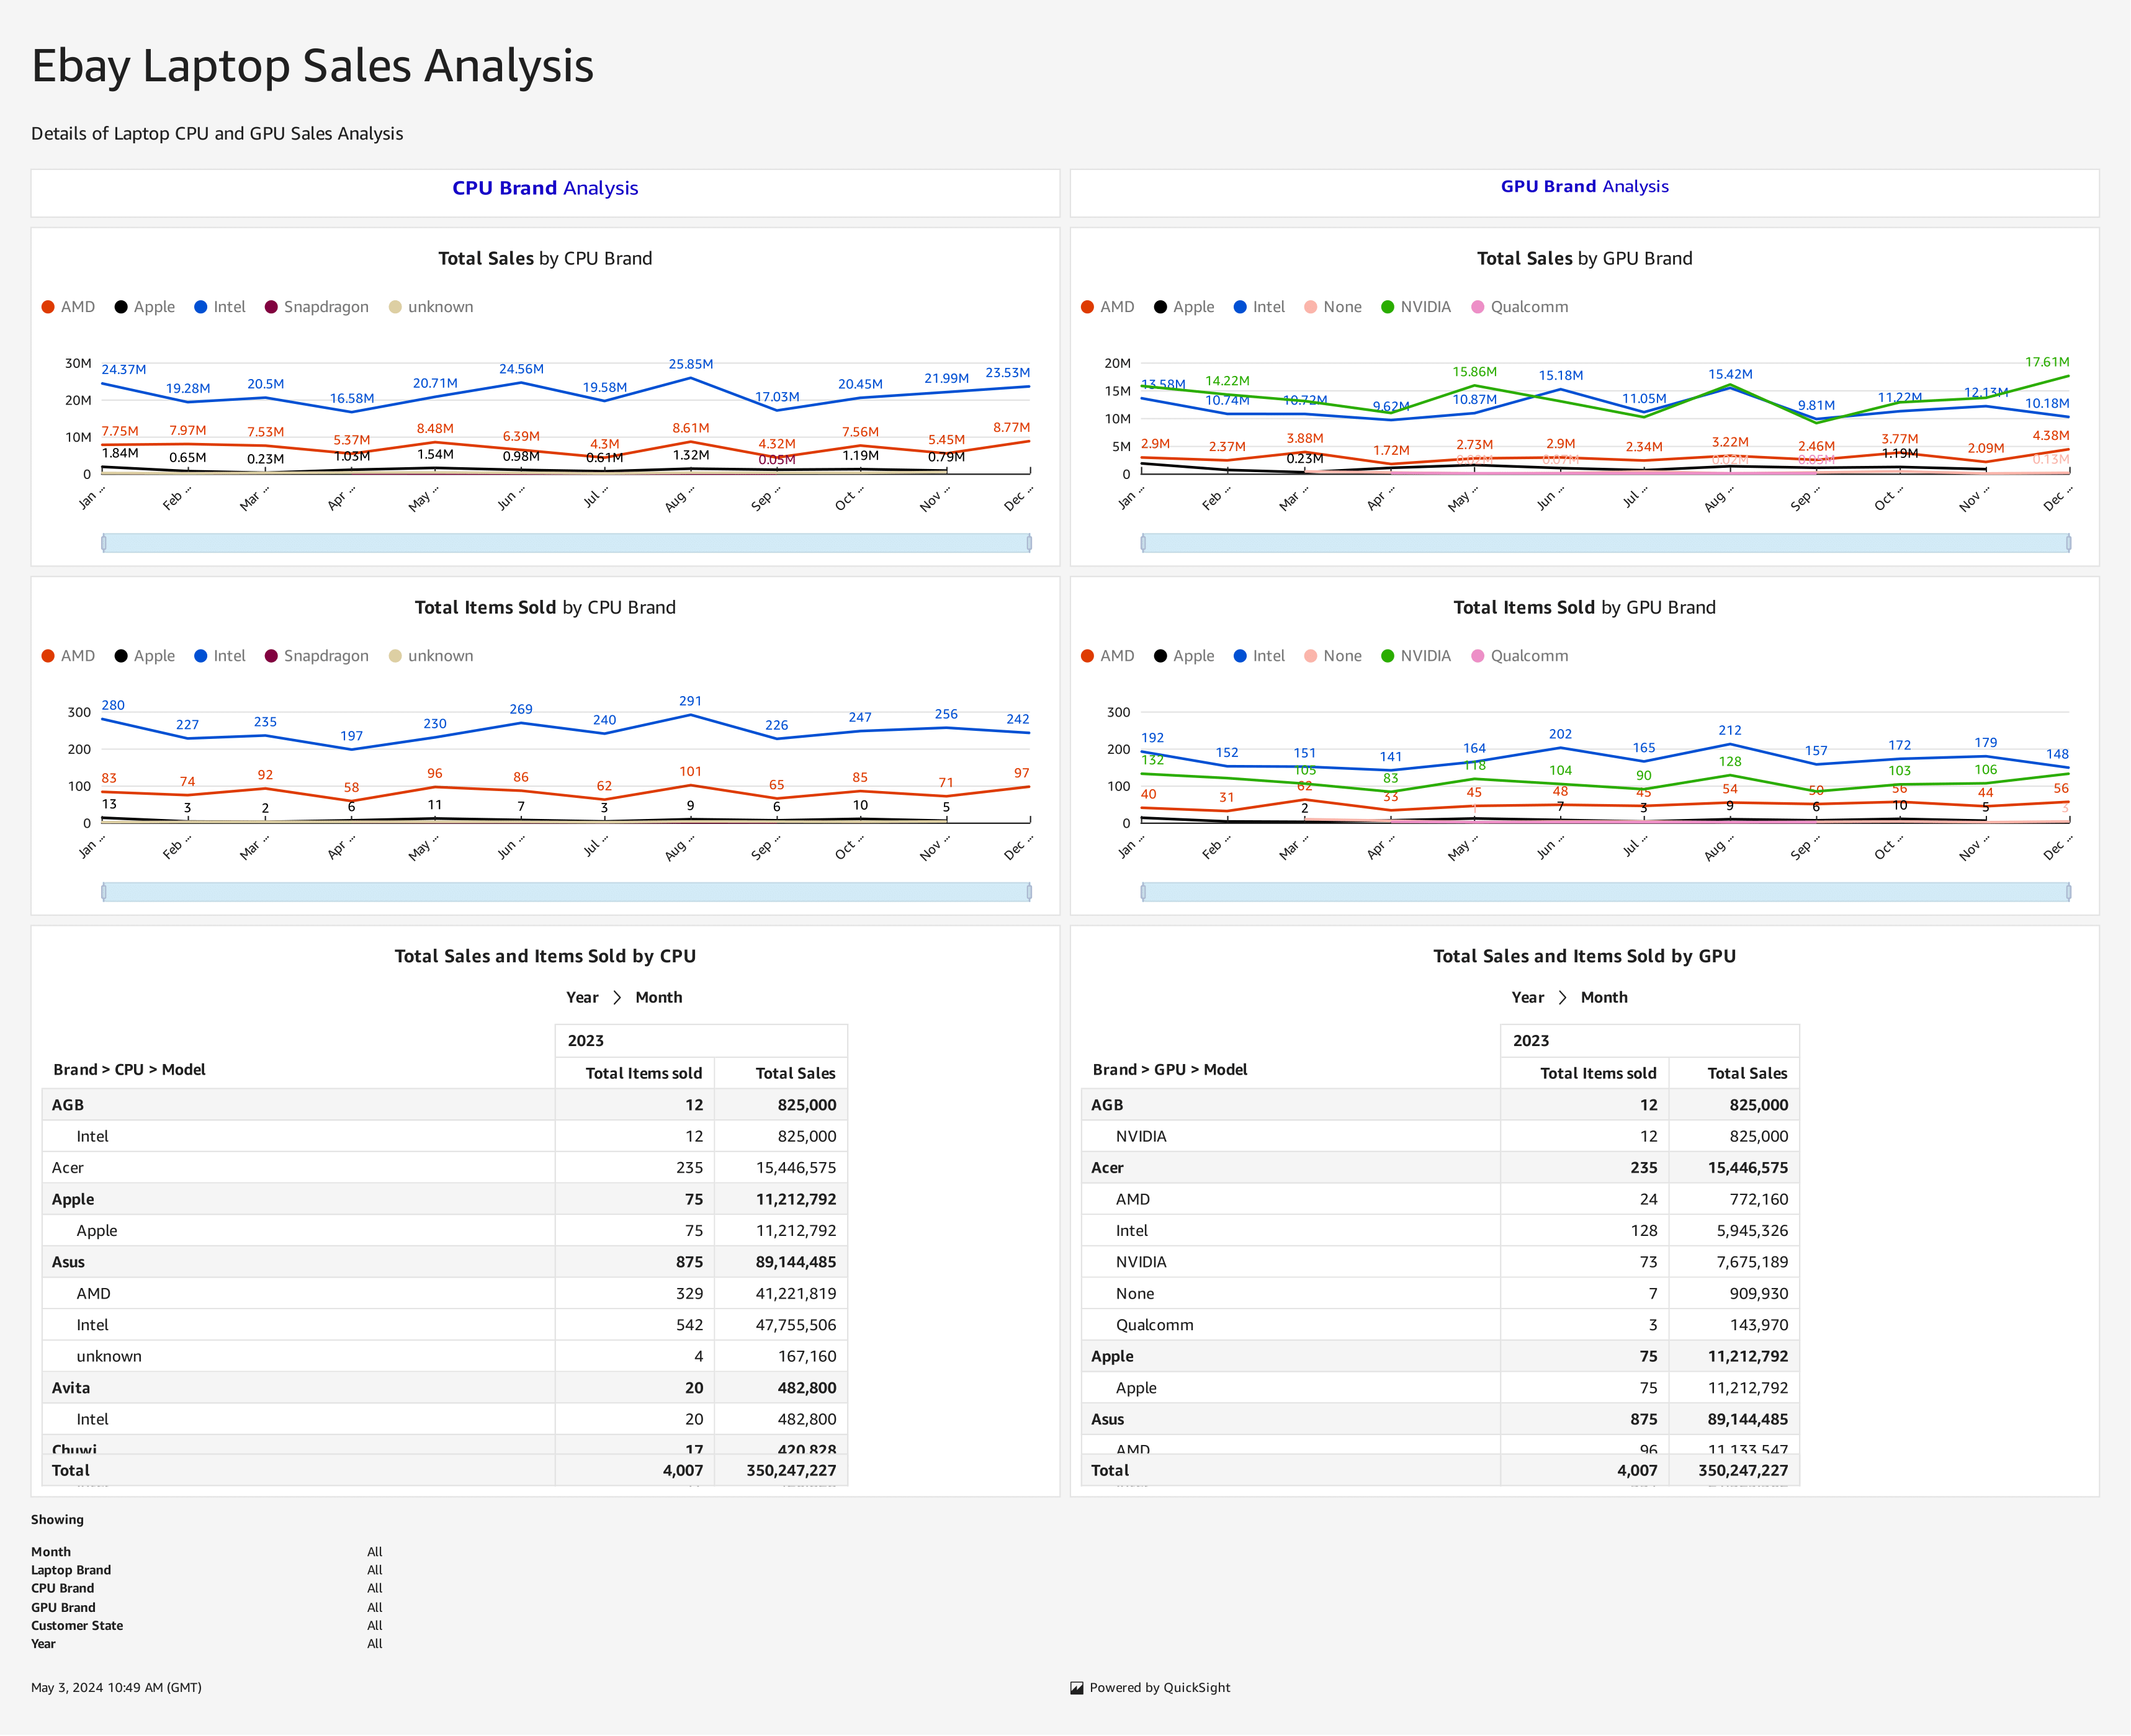 Ebay Laptop Sales Analysis
Details of Laptop CPU and GPU Sales Analysis
CPU Brand Analysis
Total Sales by CPU Brand
AMD Apple Intel Snapdragon unknown
30M
20M
10M
0
24.37M 19.28M 20.5M 16.58M 20.71M 24.56M 19.58M 25.85M 17.03M 20.45M 21.99M 23.53M
7.75M 7.97M 7.53M 5.37M 8.48M 6.39M 4.3M 8.61M 4.32M 7.56M 5.45M 8.77M
1.84M 0.65M 0.23M 1.03M 1.54M 0.98M 0.61M 1.32M 0.05M 1.19M 0.79M
Jan ... Feb ... Mar ... Apr ... May ... Jun ... Jul ... Aug ... Sep ... Oct ... Nov ... Dec ...
Total Items Sold by CPU Brand
AMD Apple Intel Snapdragon unknown
300
200
100
0
280 227 235 197 230 269 240 291 226 247 256 242
83 74 92 58 96 86 62 101 65 85 71 97
13 3 2 6 11 7 3 9 6 10 5
Jan ... Feb ... Mar ... Apr ... May ... Jun ... Jul ... Aug ... Sep ... Oct ... Nov ... Dec ...
Total Sales and Items Sold by CPU
Year Month
2023
Brand > CPU > Model Total Items sold Total Sales
AGB 12 825,000
Intel 12 825,000
Acer 235 15,446,575
Apple 75 11,212,792
Apple 75 11,212,792
Asus 875 89,144,485
AMD 329 41,221,819
Intel 542 47,755,506
unknown 4 167,160
Avita 20 482,800
Intel 20 482,800
Chuwi 17 420,828
Total 4,007 350,247,227
GPU Brand Analysis
Total Sales by GPU Brand
AMD Apple Intel None NVIDIA Qualcomm
20M
15M
10M
5M
0
14.22M 15.86M 17.61M
13.58M 10.74M 10.72M 9.62M 10.87M 15.18M 11.05M 15.42M 9.81M 11.22M 12.13M 10.18M
2.9M 2.37M 3.88M 1.72M 2.73M 2.9M 2.34M 3.22M 2.46M 3.77M 2.09M 4.38M
0.23M 0.07M 0.02M 0.05M 1.19M 0.13M
Jan ... Feb ... Mar ... Apr ... May ... Jun ... Jul ... Aug ... Sep ... Oct ... Nov ... Dec ...
Total Items Sold by GPU Brand
AMD Apple Intel None NVIDIA Qualcomm
300
200
100
0
192 152 151 141 164 202 165 212 157 172 179 148
132 105 83 118 104 90 128 103 106
40 31 62 33 45 48 45 54 50 56 44 56
2 7 3 9 6 10 5 3
Jan ... Feb ... Mar ... Apr ... May ... Jun ... Jul ... Aug ... Sep ... Oct ... Nov ... Dec ...
Total Sales and Items Sold by GPU
Year Month
2023
Brand > GPU > Model Total Items sold Total Sales
AGB 12 825,000
NVIDIA 12 825,000
Acer 235 15,446,575
AMD 24 772,160
Intel 128 5,945,326
NVIDIA 73 7,675,189
None 7 909,930
Qualcomm 3 143,970
Apple 75 11,212,792
Apple 75 11,212,792
Asus 875 89,144,485
AMD 96 11,133,547
Total 4,007 350,247,227
Showing
Month All
Laptop Brand All
CPU Brand All
GPU Brand All
Customer State All
Year All
May 3, 2024 10:49 AM (GMT)
Powered by QuickSight